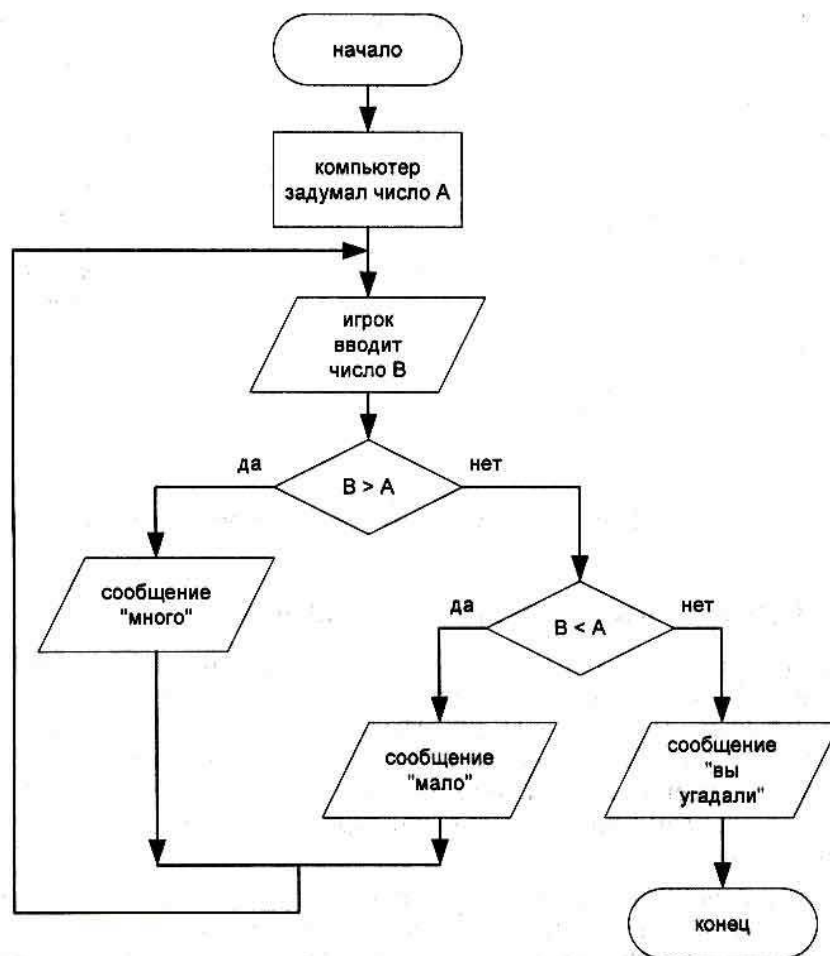 начало
компьютер
задумал число А
игрок
вводит
число В
да
нет
В > А
сообщение
"много"
да
нет
В < А
сообщение
"мало"
сообщение
"вы
угадали"
конец